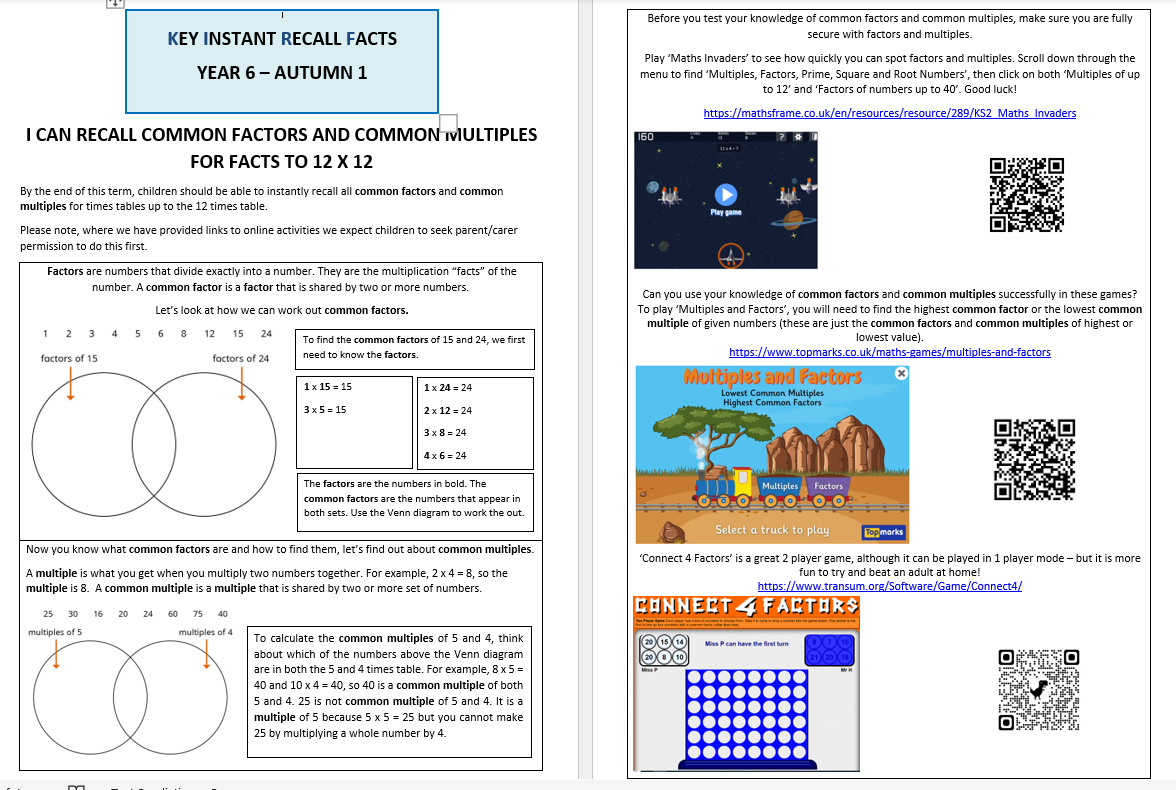 KEY INSTANT RECALL FACTS
YEAR 6 – AUTUMN 1
I CAN RECALL COMMON FACTORS AND COMMON MULTIPLES
FOR FACTS TO 12 X 12
By the end of this term, children should be able to instantly recall all common factors and common
multiples for times tables up to the 12 times table.
Please note, where we have provided links to online activities we expect children to seek parent/carer
permission to do this first.
Factors are numbers that divide exactly into a number. They are the multiplication “facts” of the
number. A common factor is a factor that is shared by two or more numbers.
Let’s look at how we can work out common factors.
1 2 3 4 5 6 8 12 15 24
factors of 15 factors of 24
To find the common factors of 15 and 24, we first
need to know the factors.
1 x 15 = 15
3 x 5 = 15
1 x 24 = 24
2 x 12 = 24
3 x 8 = 24
4 x 6 = 24
The factors are the numbers in bold. The
common factors are the numbers that appear in
both sets. Use the Venn diagram to work the out.
Now you know what common factors are and how to find them, let’s find out about common multiples.
A multiple is what you get when you multiply two numbers together. For example, 2 x 4 = 8, so the
multiple is 8. A common multiple is a multiple that is shared by two or more set of numbers.
25 30 16 20 24 60 75 40
multiples of 5 multiples of 4
To calculate the common multiples of 5 and 4, think
about which of the numbers above the Venn diagram
are in both the 5 and 4 times table. For example, 8 x 5 =
40 and 10 x 4 = 40, so 40 is a common multiple of both
5 and 4. 25 is not common multiple of 5 and 4. It is a
multiple of 5 because 5 x 5 = 25 but you cannot make
25 by multiplying a whole number by 4.
Before you test your knowledge of common factors and common multiples, make sure you are fully
secure with factors and multiples.
Play ‘Maths Invaders’ to see how quickly you can spot factors and multiples. Scroll down through the
menu to find ‘Multiples, Factors, Prime, Square and Root Numbers’, then click on both ‘Multiples of up
to 12’ and ‘Factors of numbers up to 40’. Good luck!
https://mathsframe.co.uk/en/resources/resource/289/KS2_Maths_Invaders
160
Play game
Can you use your knowledge of common factors and common multiples successfully in these games?
To play ‘Multiples and Factors’, you will need to find the highest common factor or the lowest common
multiple of given numbers (these are just the common factors and common multiples of highest or
lowest value).
https://www.topmarks.co.uk/maths-games/multiples-and-factors
Multiples and Factors
Lowest Common Multiples
Highest Common Factors
Multiples Factors
Select a truck to play
Topmarks
‘Connect 4 Factors’ is a great 2 player game, although it can be played in 1 player mode – but it is more
fun to try and beat an adult at home!
https://www.transum.org/Software/Game/Connect4/
CONNECT 4 FACTORS
20 15 14
20 8 10
Miss P can have the first turn
Miss P
Mr H